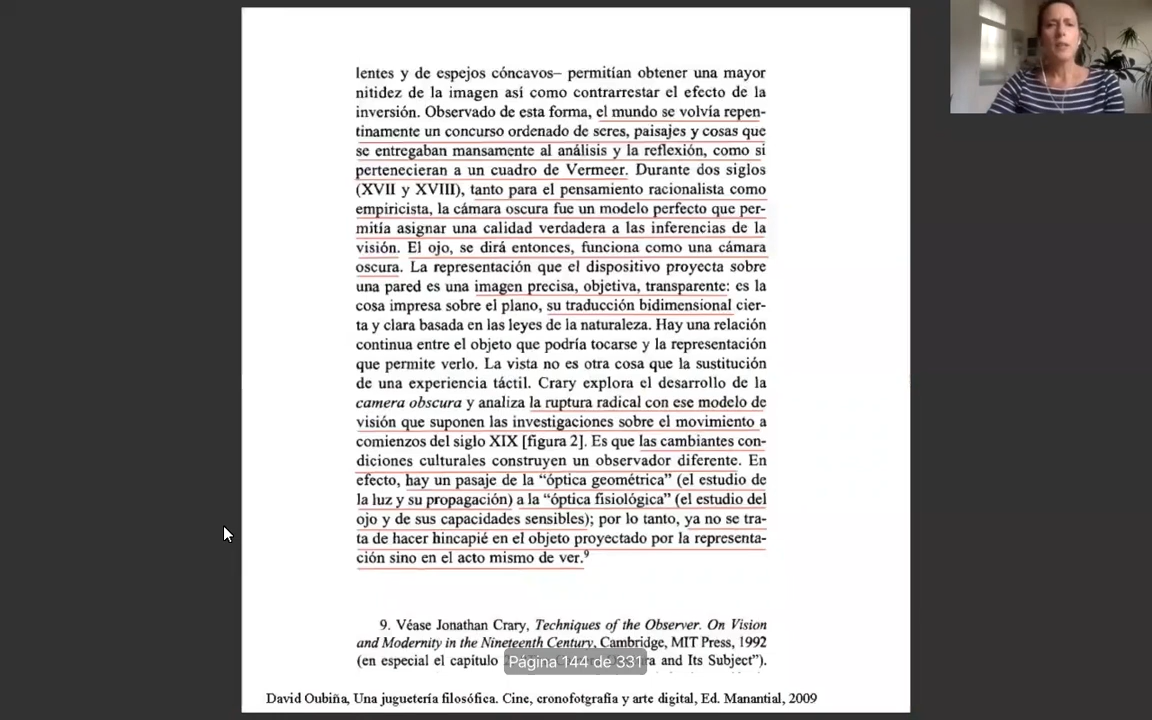 lentes y de espejos cóncavos– permitían obtener una mayor
nitidez de la imagen así como contrarrestar el efecto de la
inversión. Observado de esta forma, el mundo se volvía repen-
tinamente un concurso ordenado de seres, paisajes y cosas que
se entregaban mansamente al análisis y la reflexión, como si
pertenecieran a un cuadro de Vermeer. Durante dos siglos
(XVII y XVIII), tanto para el pensamiento racionalista como
empiricista, la cámara oscura fue un modelo perfecto que per-
mitía asignar una calidad verdadera a las inferencias de la
visión. El ojo, se dirá entonces, funciona como una cámara
oscura. La representación que el dispositivo proyecta sobre
una pared es una imagen precisa, objetiva, transparente: es la
cosa impresa sobre el plano, su traducción bidimensional cier-
ta y clara basada en las leyes de la naturaleza. Hay una relación
continua entre el objeto que podría tocarse y la representación
que permite verlo. La vista no es otra cosa que la sustitución
de una experiencia táctil. Crary explora el desarrollo de la
camera obscura y analiza la ruptura radical con ese modelo de
visión que suponen las investigaciones sobre el movimiento a
comienzos del siglo XIX [figura 2]. Es que las cambiantes con-
diciones culturales construyen un observador diferente. En
efecto, hay un pasaje de la “óptica geométrica” (el estudio de
la luz y su propagación) a la “óptica fisiológica” (el estudio del
ojo y de sus capacidades sensibles); por lo tanto, ya no se tra-
ta de hacer hincapié en el objeto proyectado por la representa-
ción sino en el acto mismo de ver.9
9. Véase Jonathan Crary, Techniques of the Observer. On Vision
and Modernity in the Nineteenth Century, Cambridge, MIT Press, 1992
(en especial el capítulo ra and Its Subject”).
Página 144 de 331
David Oubiña, Una juguetería filosófica. Cine, cronofotgrafia y arte digital, Ed. Manantial, 2009